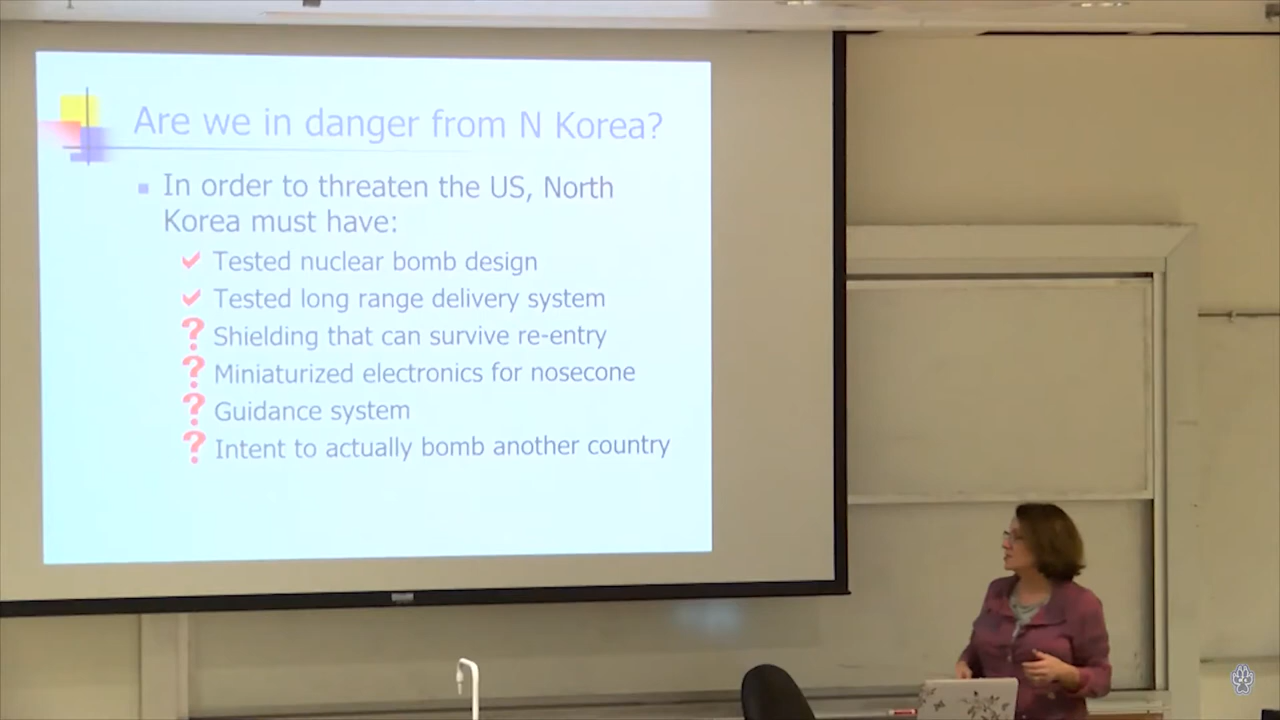 Are we in danger from N Korea?
In order to threaten the US, North
Korea must have:
Tested nuclear bomb design
Tested long range delivery system
? Shielding that can survive re-entry
? Miniaturized electronics for nosecone
? Guidance system
? Intent to actually bomb another country